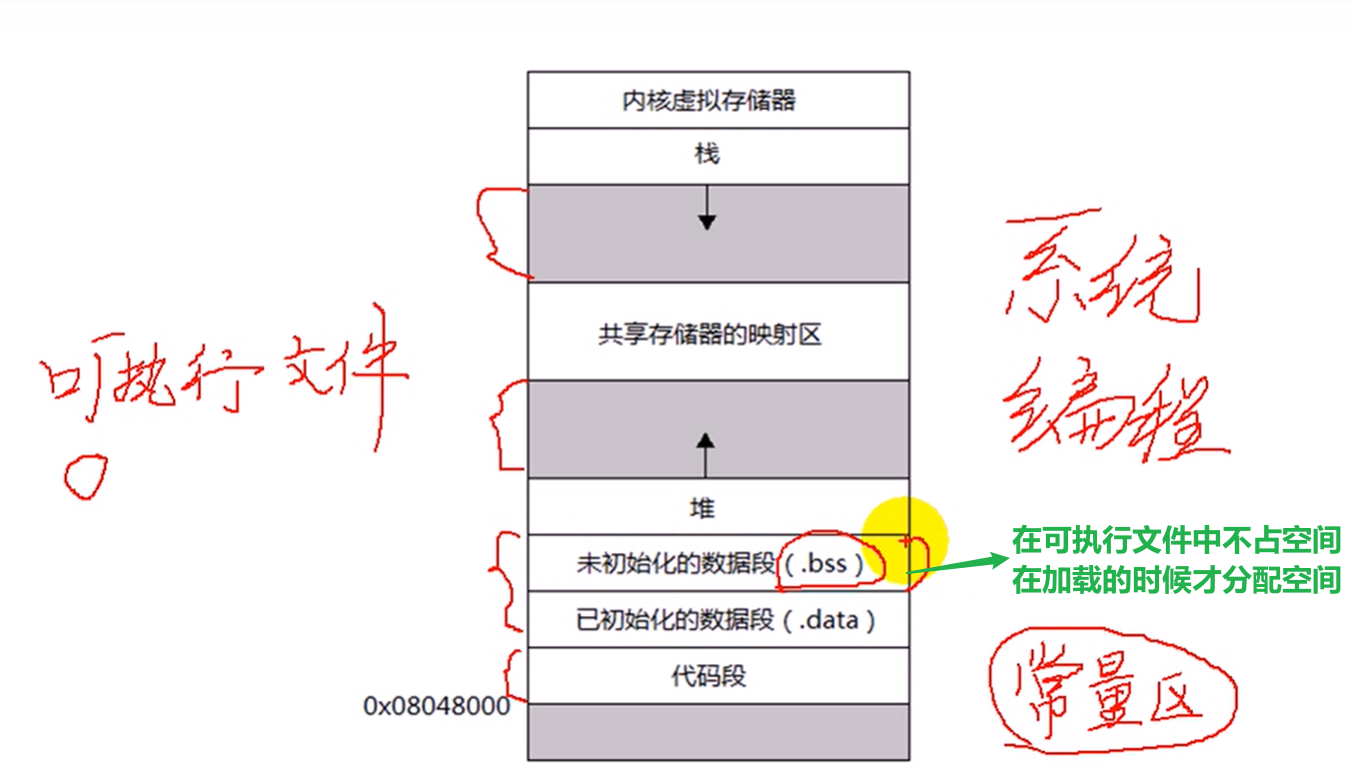 内核虚拟存储器
栈
共享存储器的映射区
堆
未初始化的数据段（.bss）
已初始化的数据段（.data）
代码段
0x08048000
可执行文件
系统
编程
在可执行文件中不占空间
在加载的时候才分配空间
常量区